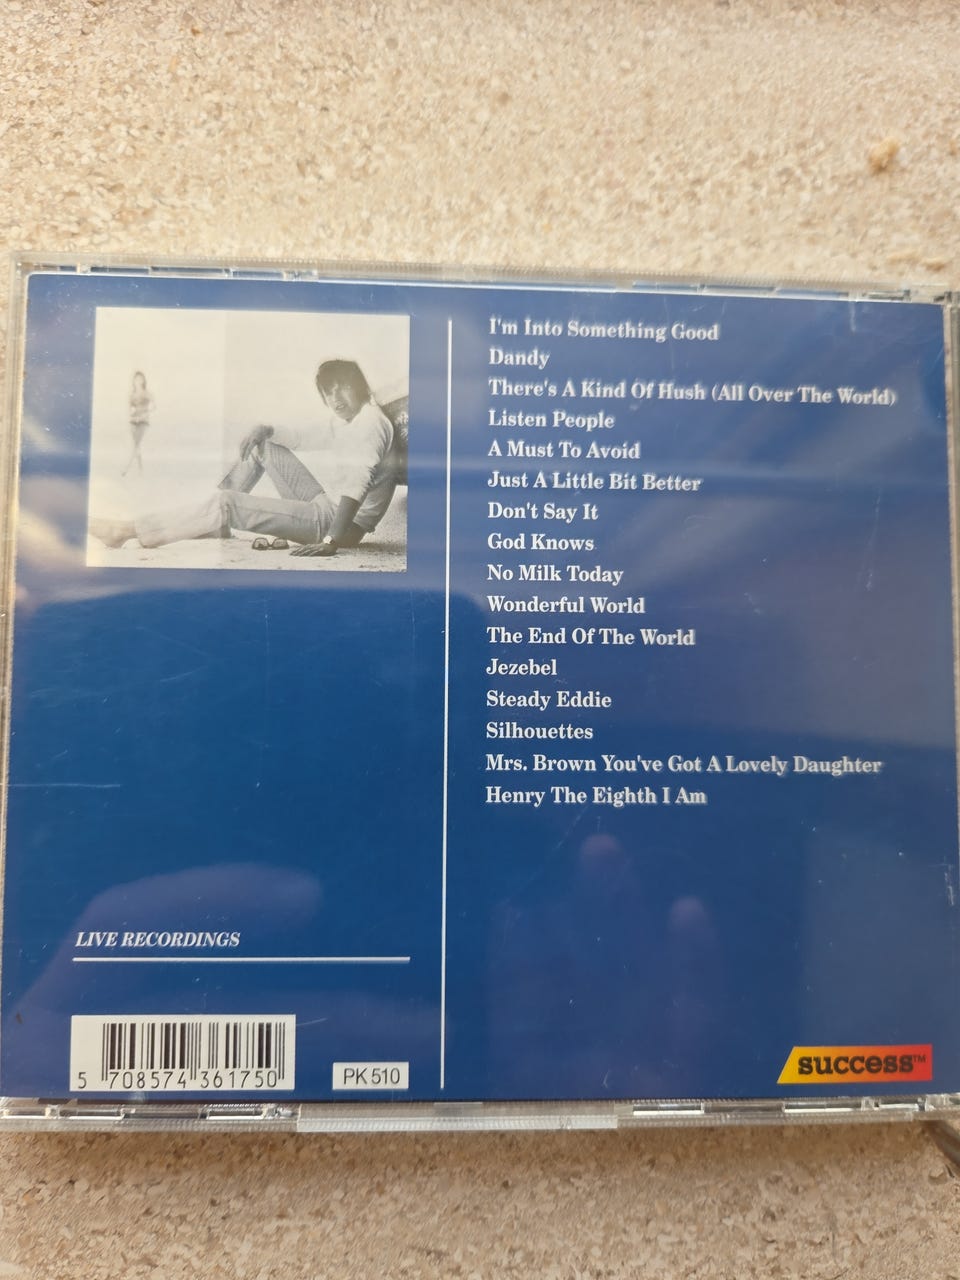 I'm Into Something Good
Dandy
There's A Kind Of Hush (All Over The World)
Listen People
A Must To Avoid
Just A Little Bit Better
Don't Say It
God Knows
No Milk Today
Wonderful World
The End Of The World
Jezebel
Steady Eddie
Silhouettes
Mrs. Brown You've Got A Lovely Daughter
Henry The Eighth I Am
LIVE RECORDINGS
5 708574 361750
PK 510
success™